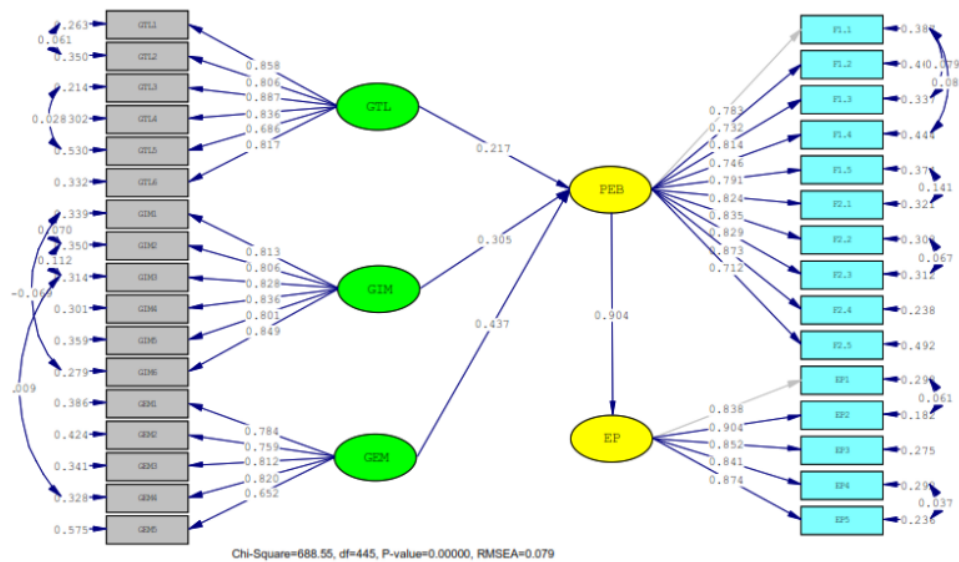 0.263 GTL1
0.061
0.350 GTL2
0.214 GTL3
0.028 302 GTL4
0.530 GTL5
0.332 GTL6
0.339 GIM1
0.070
0.350 GIM2
0.112
0.314 GIM3
-0.069
0.301 GIM4
0.359 GIM5
0.279 GIM6
.009
0.386 GEM1
0.424 GEM2
0.341 GEM3
0.328 GEM4
0.575 GEM5
0.858
0.806
0.887
0.836
0.686
0.817
GTL
0.217
0.813
0.806
0.828
0.836
0.801
0.849
GIM
0.305
0.784
0.759
0.812
0.820
0.652
GEM
0.437
PEB
0.904
EP
0.783
0.732
0.814
0.746
0.791
0.824
0.835
0.829
0.873
0.712
0.838
0.904
0.852
0.841
0.874
F1.1 0.387
F1.2 0.079
0.08
F1.3 0.337
F1.4 0.444
F1.5
0.141
F2.1 0.321
F2.2
0.067
F2.3 0.312
F2.4 0.238
F2.5 0.492
EP1
0.061
EP2 0.182
EP3 0.275
EP4
0.037
EP5 0.236
Chi-Square=688.55, df=445, P-value=0.00000, RMSEA=0.079